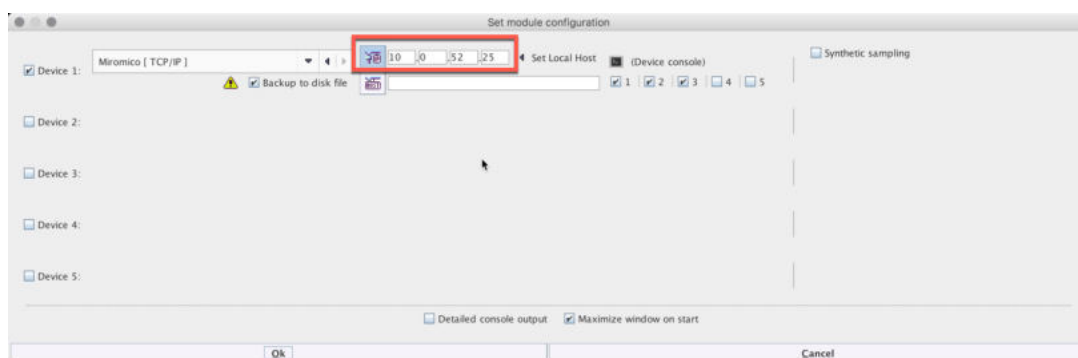 Set module configuration
Device 1:
Miromico [ TCP/IP ]
10 .0 .52 .25
Set Local Host
(Device console)
Synthetic sampling
Backup to disk file
1 2 3 4 5
Device 2:
Device 3:
Device 4:
Device 5:
Detailed console output
Maximize window on start
Ok
Cancel